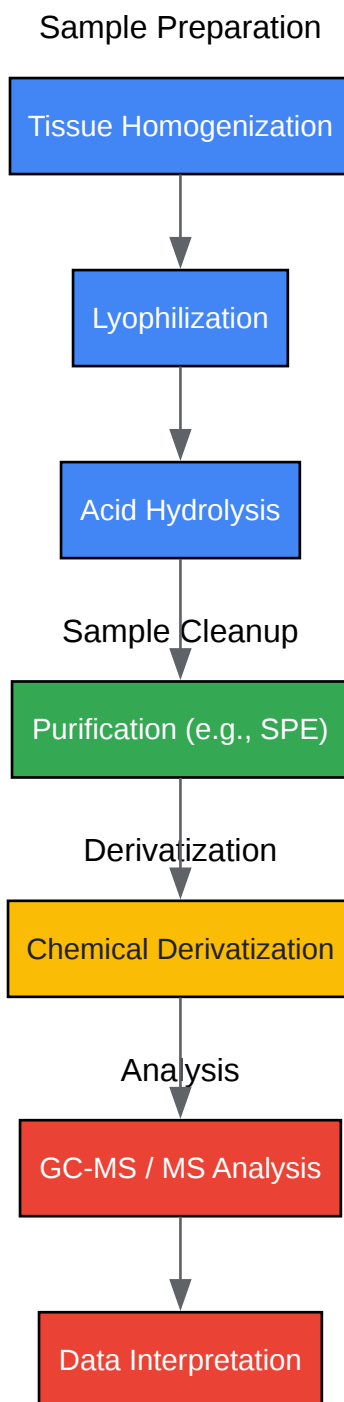 Sample Preparation
Tissue Homogenization
Lyophilization
Acid Hydrolysis
Sample Cleanup
Purification (e.g., SPE)
Derivatization
Chemical Derivatization
Analysis
GC-MS / MS Analysis
Data Interpretation